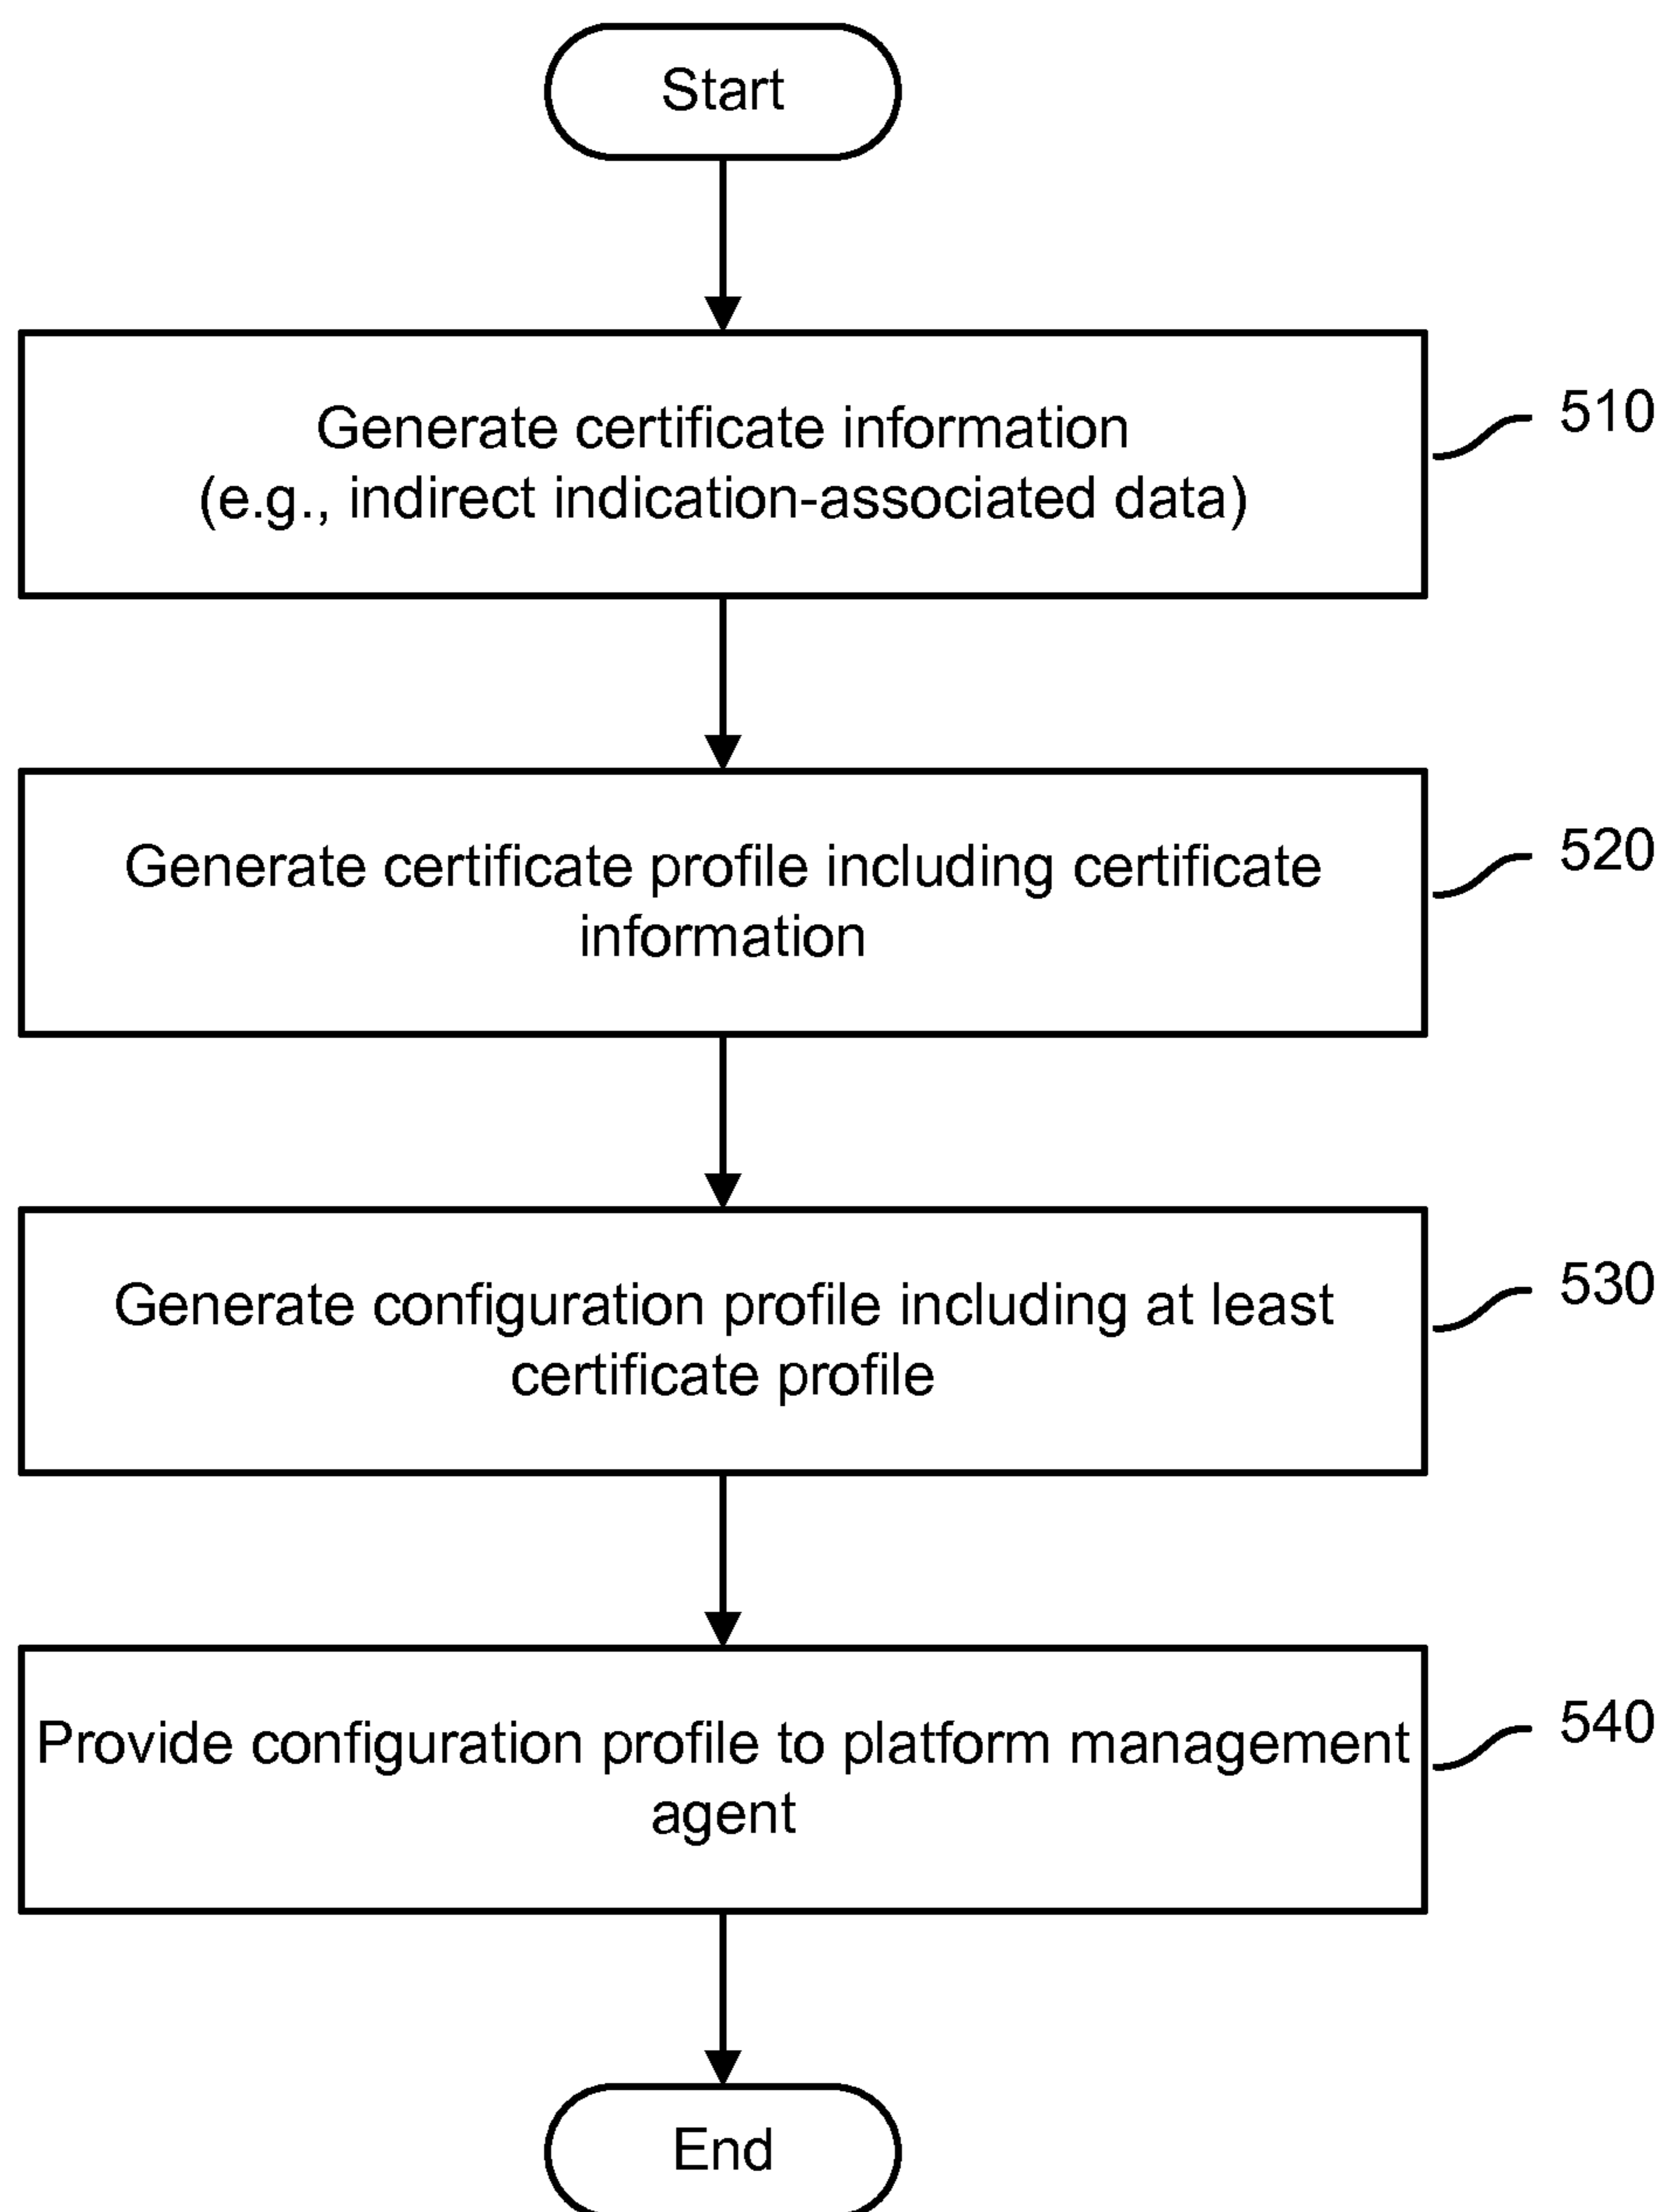 Start
Generate certificate information
(e.g., indirect indication-associated data)
510
Generate certificate profile including certificate
information
520
Generate configuration profile including at least
certificate profile
530
Provide configuration profile to platform management
agent
540
End